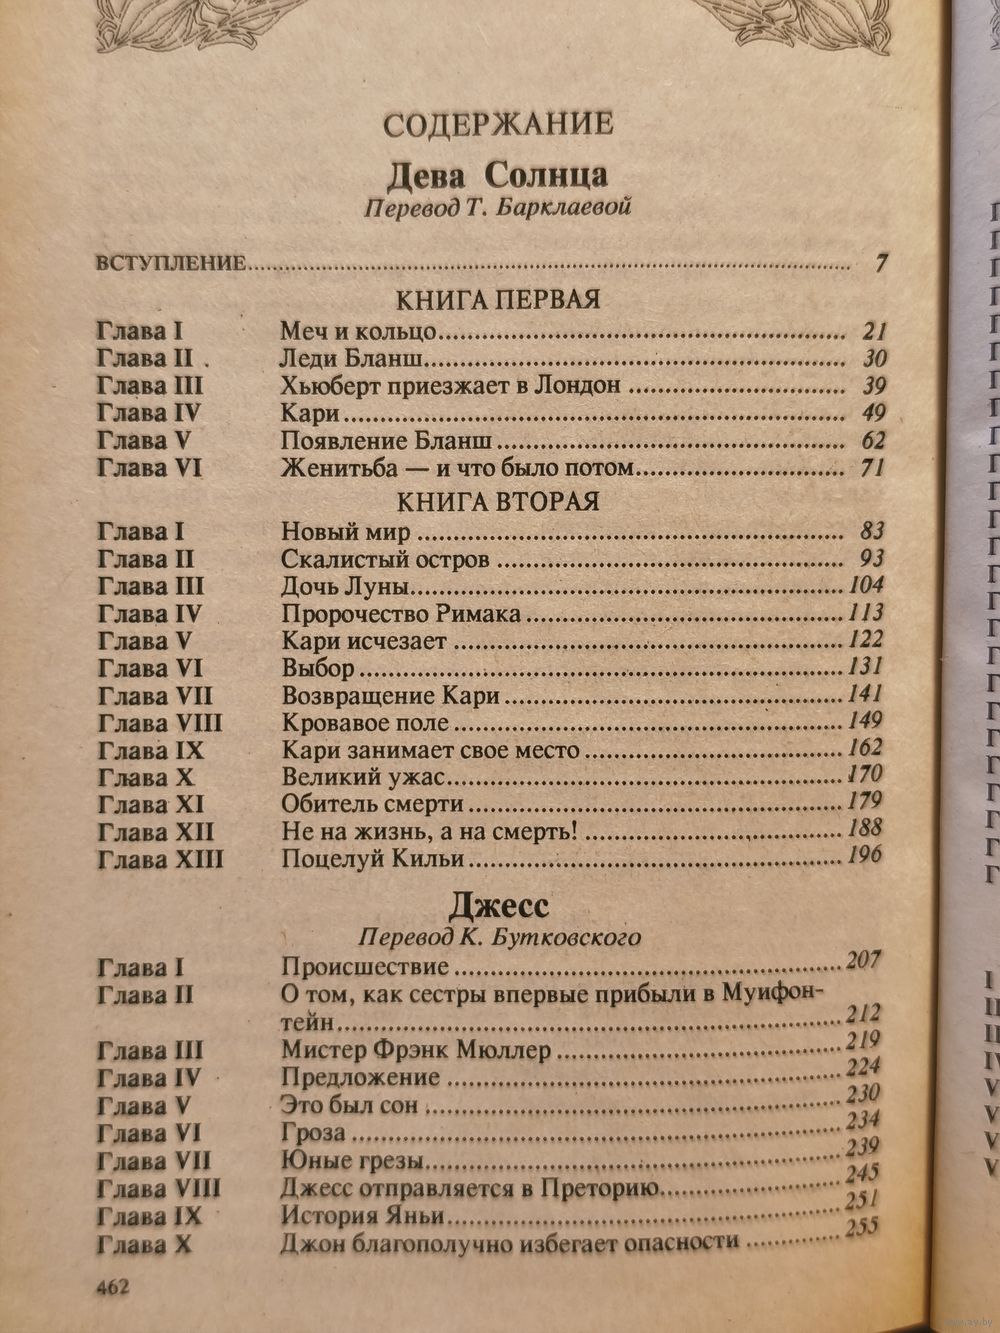 СОДЕРЖАНИЕ
Дева Солнца
Перевод Т. Барклаевой
ВСТУПЛЕНИЕ 7
КНИГА ПЕРВАЯ
Глава I Меч и кольцо 21
Глава II Леди Бланш 30
Глава III Хьюберт приезжает в Лондон 39
Глава IV Кари 49
Глава V Появление Бланш 62
Глава VI Женитьба — и что было потом 71
КНИГА ВТОРАЯ
Глава I Новый мир 83
Глава II Скалистый остров 93
Глава III Дочь Луны 104
Глава IV Пророчество Римака 113
Глава V Кари исчезает 122
Глава VI Выбор 131
Глава VII Возвращение Кари 141
Глава VIII Кровавое поле 149
Глава IX Кари занимает свое место 162
Глава X Великий ужас 170
Глава XI Обитель смерти 179
Глава XII Не на жизнь, а на смерть! 188
Глава XIII Поцелуй Кильи 196
Джесс
Перевод К. Бутковского
Глава I Происшествие 207
Глава II О том, как сестры впервые прибыли в Муифон-
тейн 212
Глава III Мистер Фрэнк Мюллер 219
Глава IV Предложение 224
Глава V Это был сон 230
Глава VI Гроза 234
Глава VII Юные грезы 239
Глава VIII Джесс отправляется в Преторию 245
Глава IX История Яньи 251
Глава X Джон благополучно избегает опасности 255
462